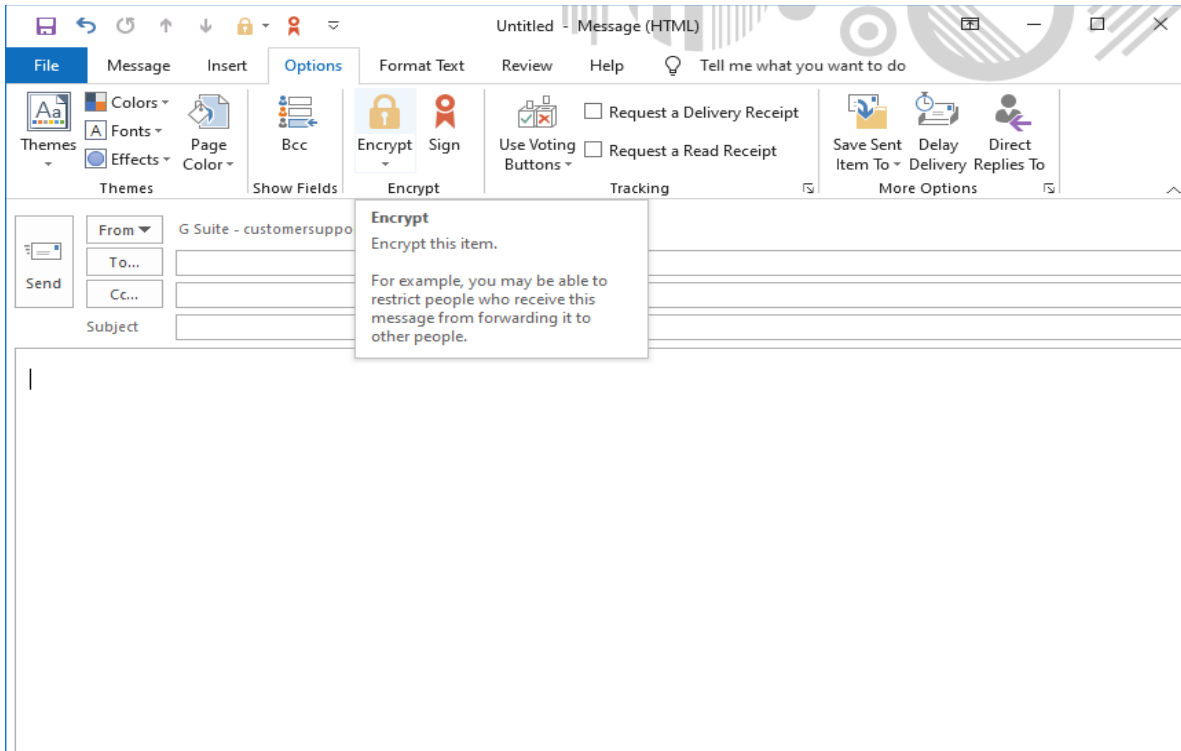 Untitled - Message (HTML)
File Message Insert Options Format Text Review Help Tell me what you want to do
Aa
Themes
Colors
A Fonts
Effects
Page
Color
Themes
Bcc
Show Fields
Encrypt Sign
Encrypt
Use Voting
Buttons
Request a Delivery Receipt
Request a Read Receipt
Tracking
Save Sent
Item To
Delay
Delivery
Direct
Replies To
More Options
Send
From G Suite - customersuppo
To...
Cc...
Subject
Encrypt
Encrypt this item.
For example, you may be able to
restrict people who receive this
message from forwarding it to
other people.